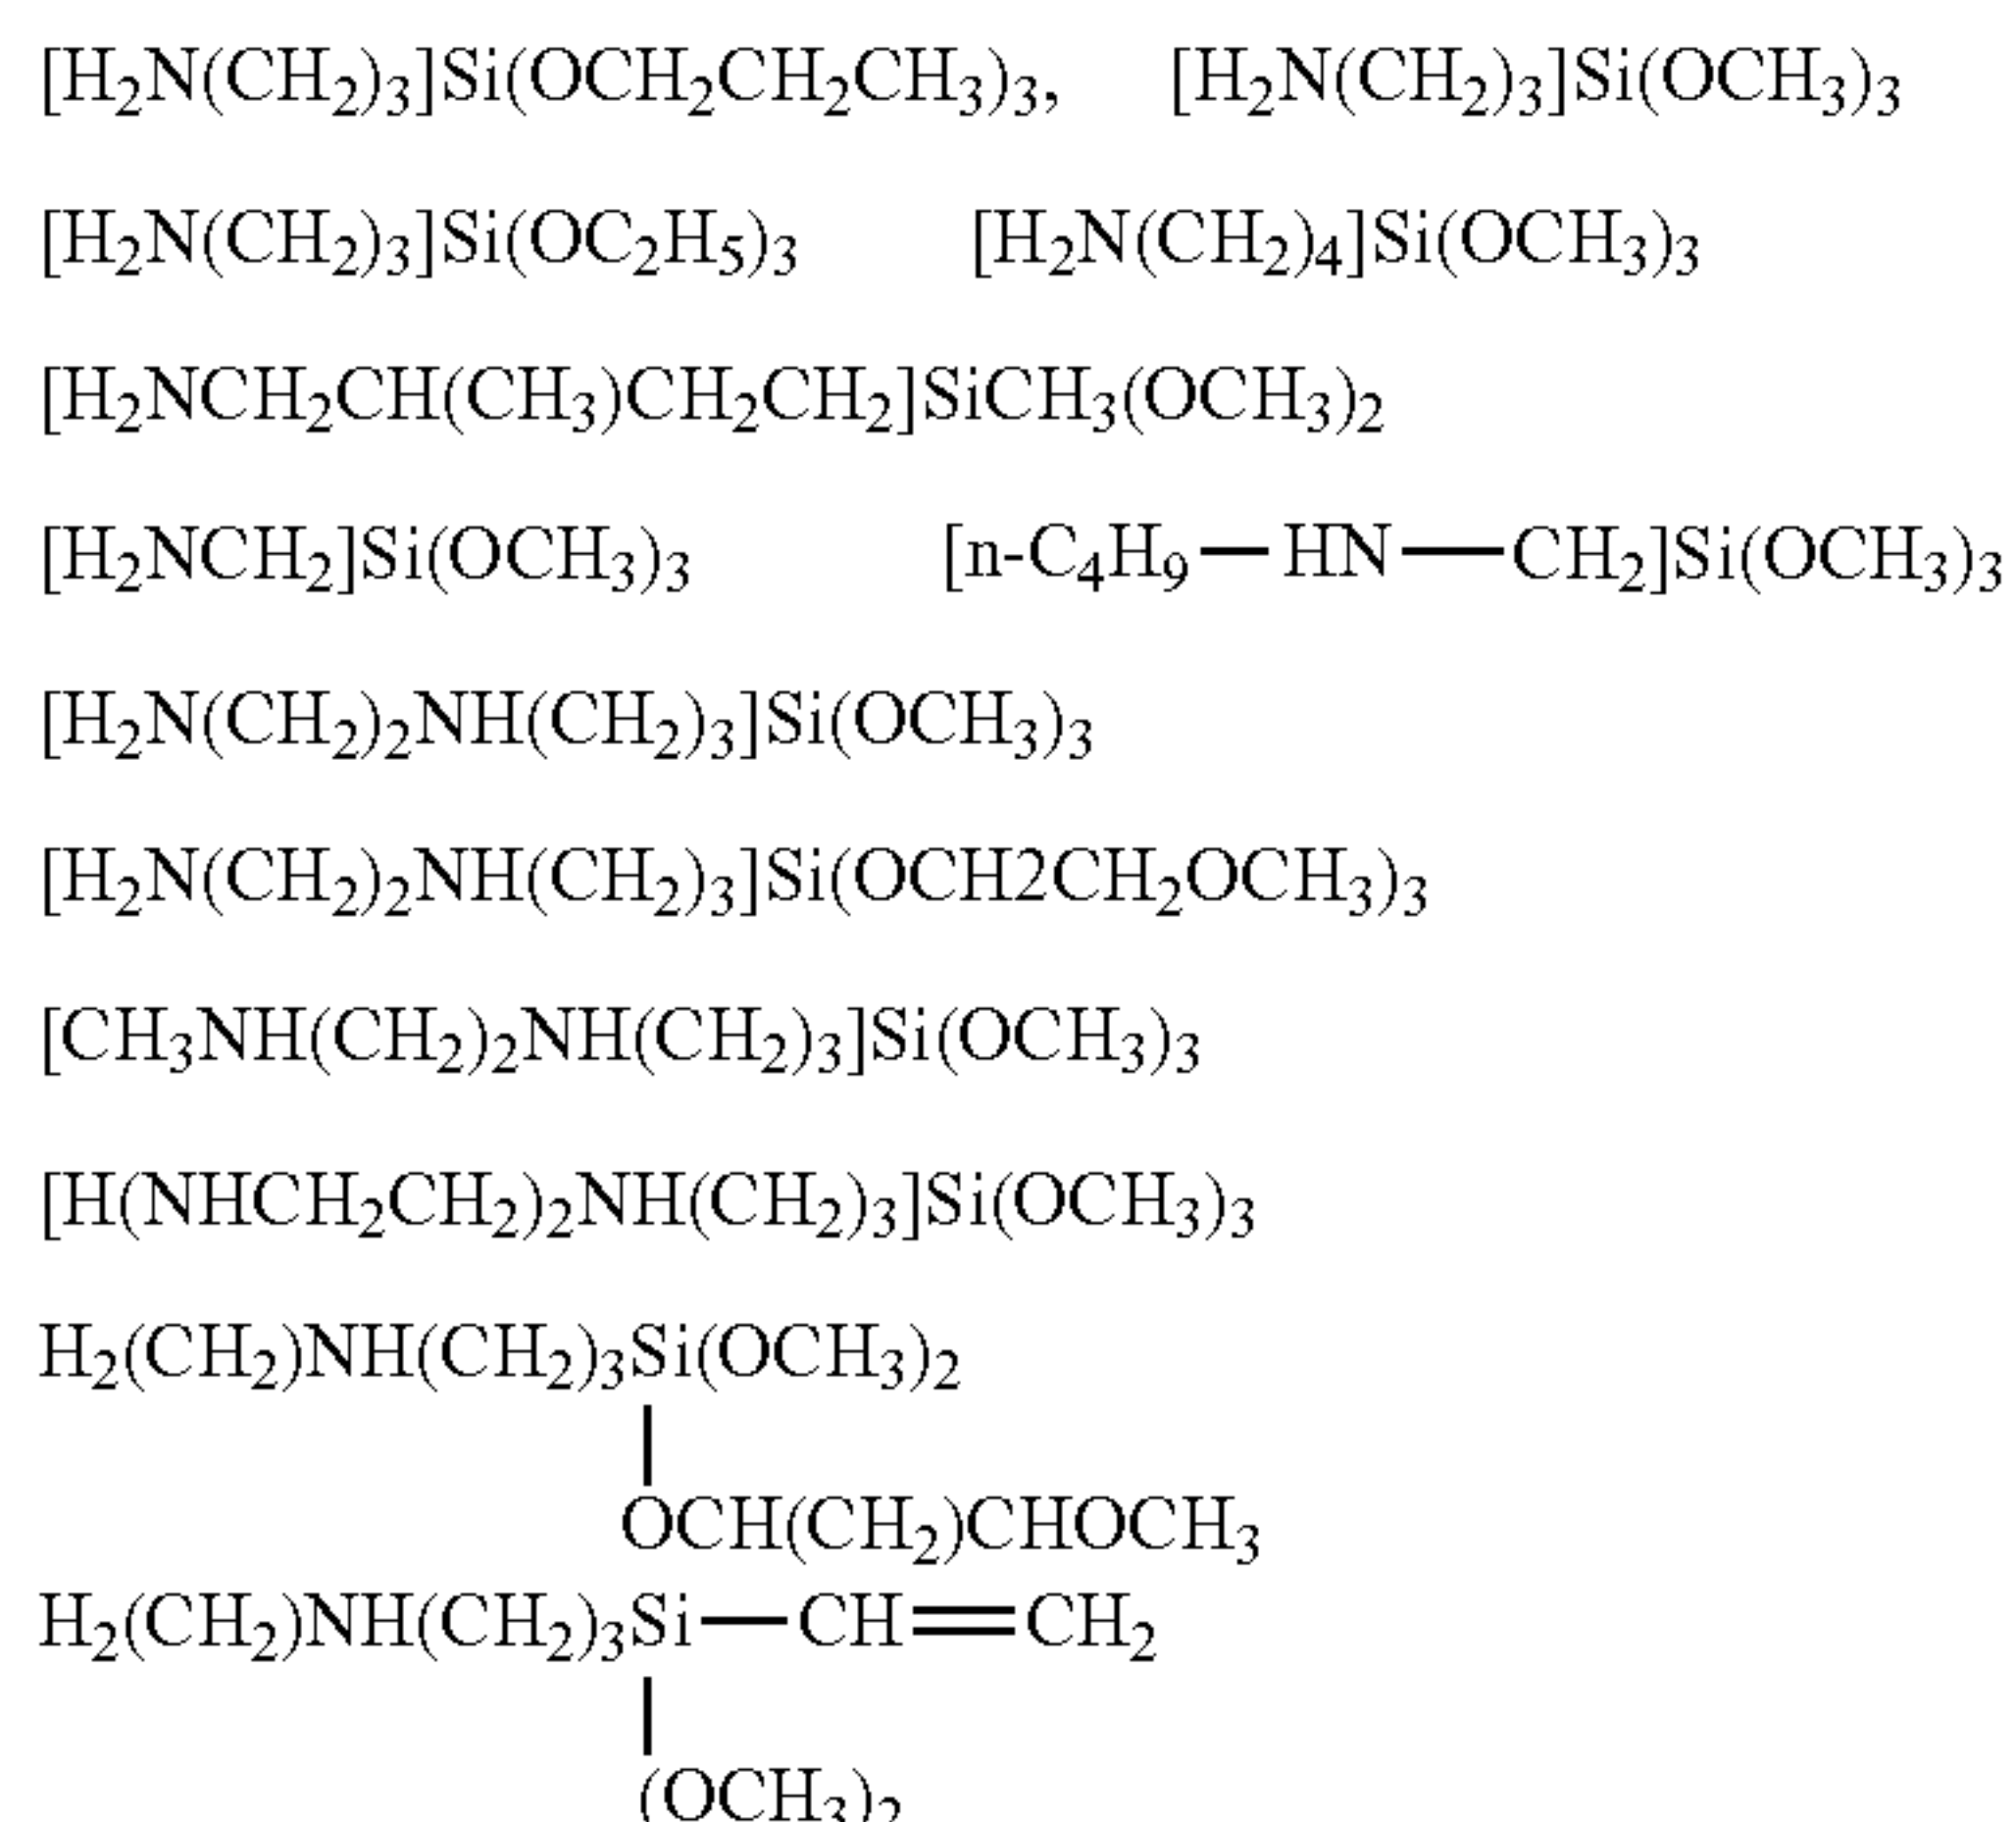 [H₂N(CH₂)₃]Si(OCH₂CH₂CH₃)₃, [H₂N(CH₂)₃]Si(OCH₃)₃
[H₂N(CH₂)₃]Si(OC₂H₅)₃ [H₂N(CH₂)₄]Si(OCH₃)₃
[H₂NCH₂CH(CH₃)CH₂CH₂]SiCH₃(OCH₃)₂
[H₂NCH₂]Si(OCH₃)₃ [n-C₄H₉—HN—CH₂]Si(OCH₃)₃
[H₂N(CH₂)₂NH(CH₂)₃]Si(OCH₃)₃
[H₂N(CH₂)₂NH(CH₂)₃]Si(OCH2CH₂OCH₃)₃
[CH₃NH(CH₂)₂NH(CH₂)₃]Si(OCH₃)₃
[H(NHCH₂CH₂)₂NH(CH₂)₃]Si(OCH₃)₃
H₂(CH₂)NH(CH₂)₃Si(OCH₃)₂
OCH(CH₂)CHOCH₃
H₂(CH₂)NH(CH₂)₃Si—CH=CH₂
(OCH₃)₂